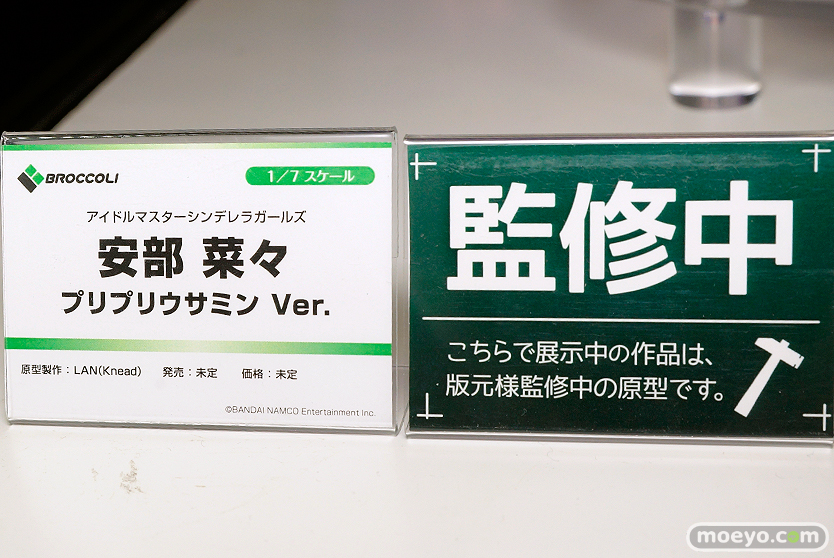 BROCCOLI
1/7 スケール
アイドルマスターシンデレラガールズ
安部 菜々
プリプリウサミン Ver.
原型製作：LAN(Knead) 発売：未定 価格：未定
©BANDAI NAMCO Entertainment Inc.
監修中
こちらで展示中の作品は、
版元様監修中の原型です。
moeyo.com